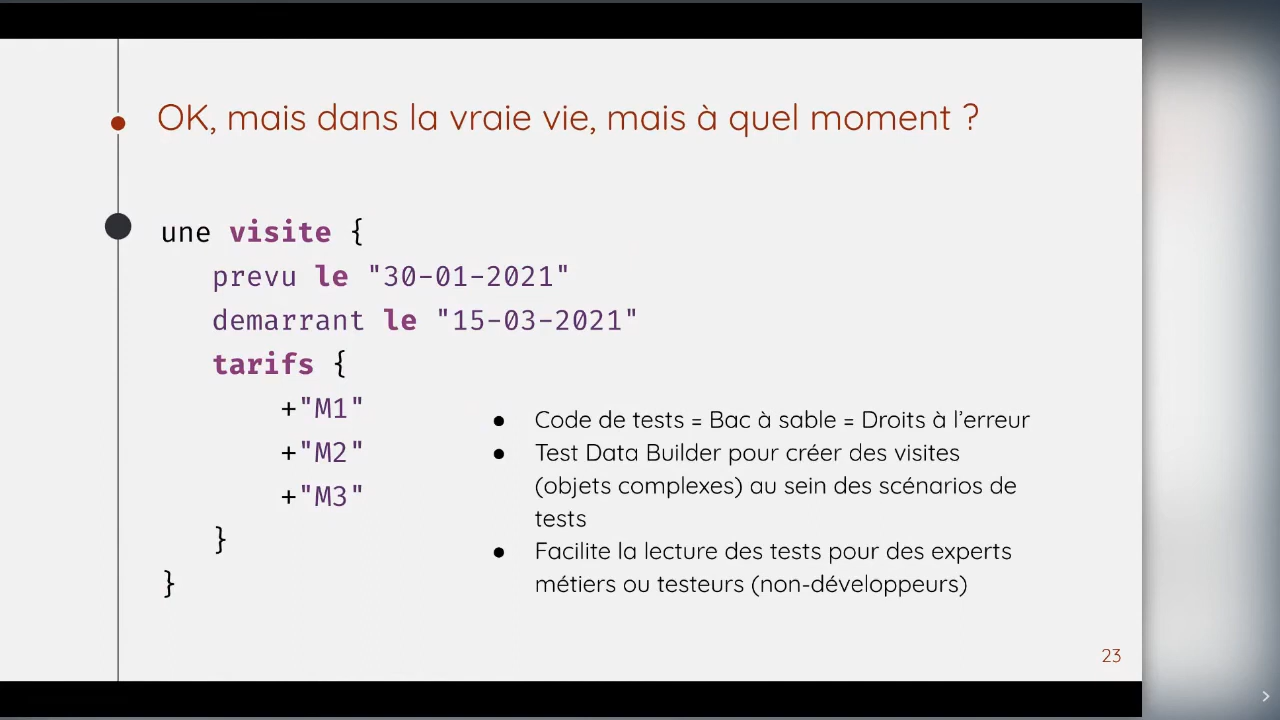 OK, mais dans la vraie vie, mais à quel moment ?
une visite {
prevu le "30-01-2021"
demarrant le "15-03-2021"
tarifs {
+"M1"
+"M2"
+"M3"
}
}
● Code de tests = Bac à sable = Droits à l’erreur
● Test Data Builder pour créer des visites
(objets complexes) au sein des scénarios de
tests
● Facilite la lecture des tests pour des experts
métiers ou testeurs (non-développeurs)
23